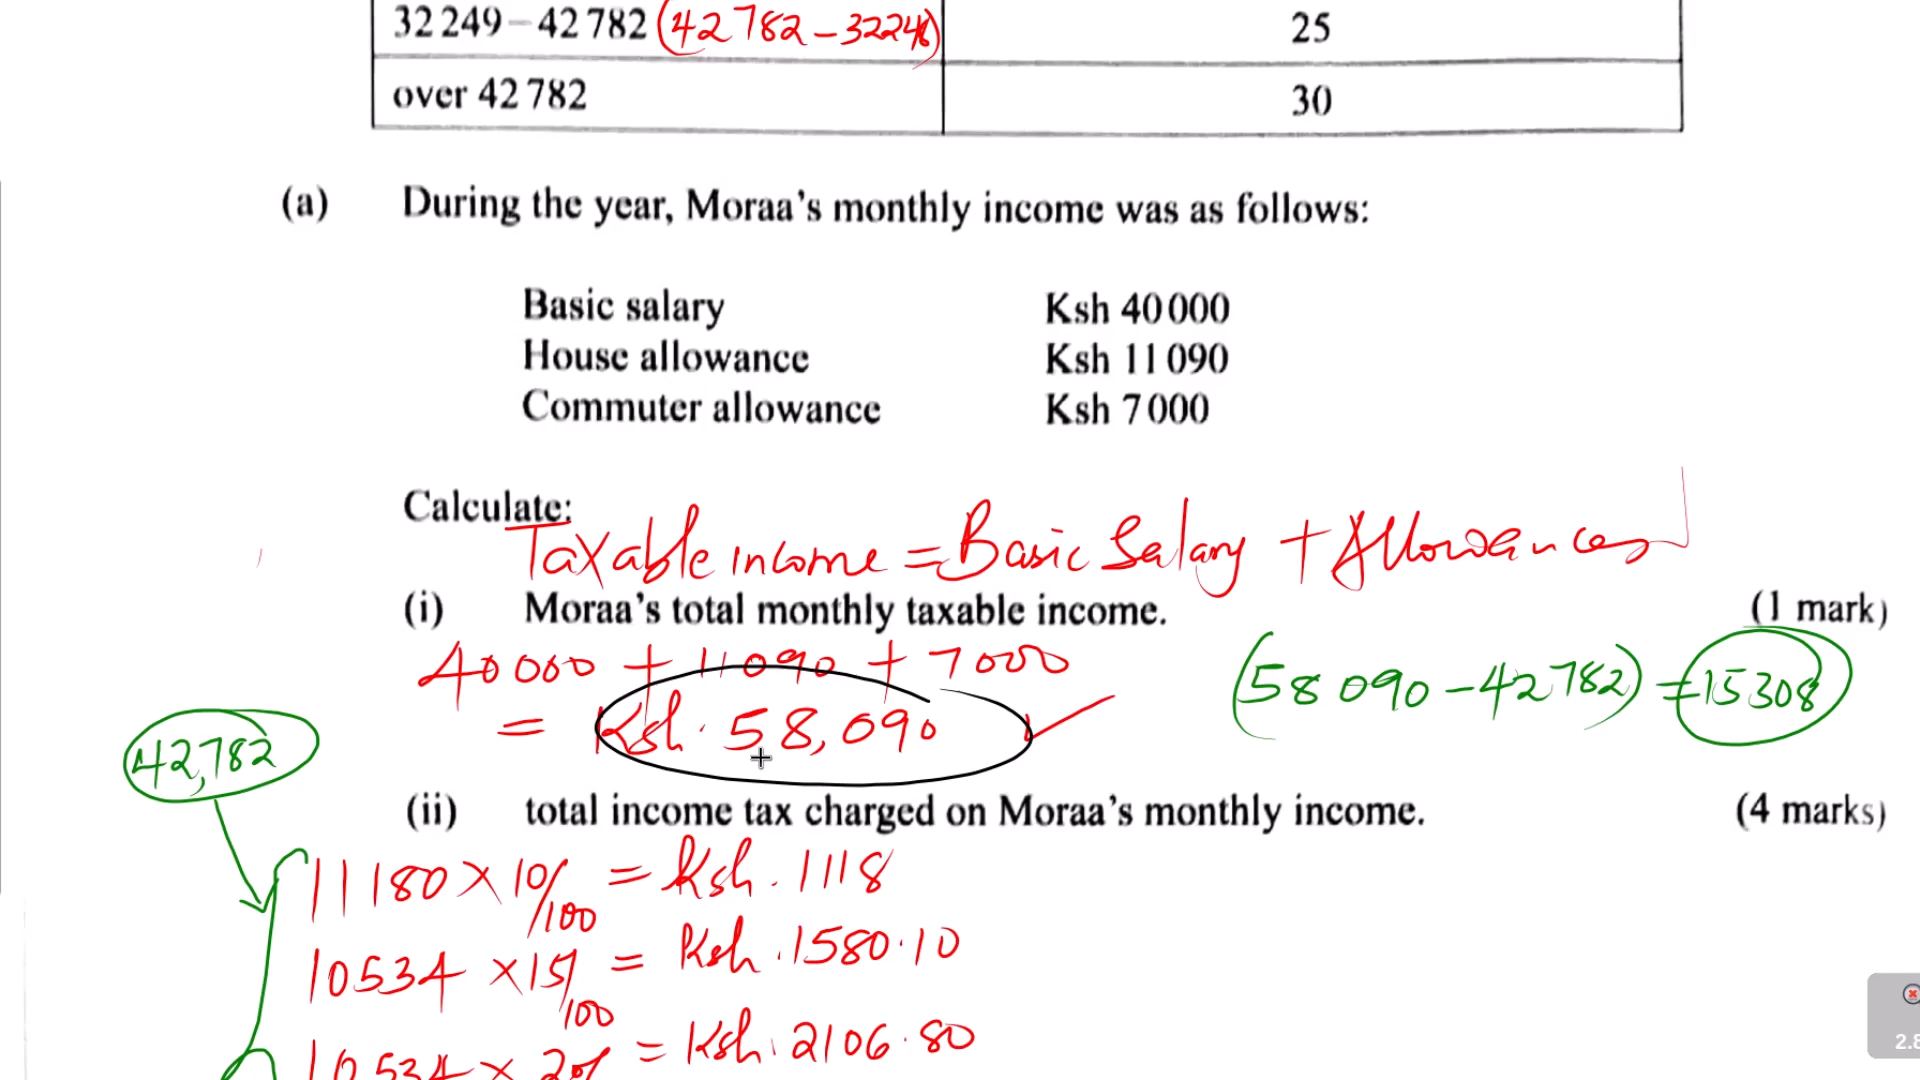 32 249 – 42 782 (42 782 – 32248) 25
over 42 782 30
(a) During the year, Moraa's monthly income was as follows:
Basic salary Ksh 40 000
House allowance Ksh 11 090
Commuter allowance Ksh 7 000
Calculate:
Taxable income = Basic Salary + Allowances
(i) Moraa's total monthly taxable income. (1 mark)
40 000 + 11 090 + 7 000
(58 090 – 42 782) = 15 308
= Ksh. 58,090
42,782
(ii) total income tax charged on Moraa's monthly income. (4 marks)
11180 × 10/100 = Ksh. 1118
10534 × 15/100 = Ksh. 1580.10
10534 × 20 = Ksh. 2106.80